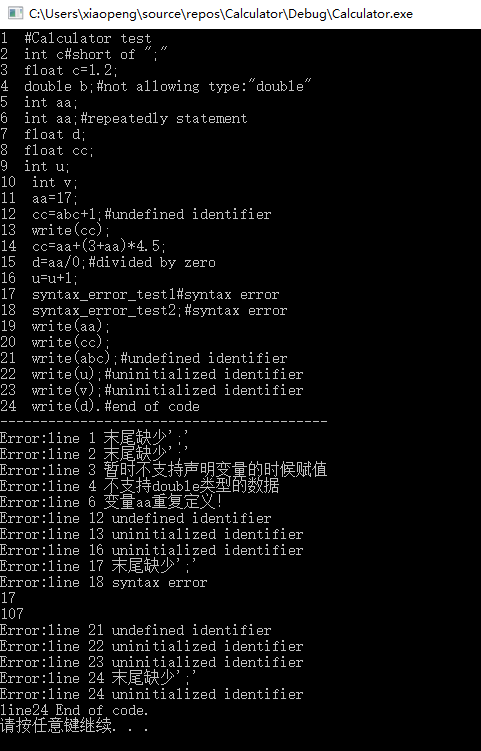 C:\Users\xiaopeng\source\repos\Calculator\Debug\Calculator.exe
1  #Calculator test
2  int c#short of ";"
3  float c=1.2;
4  double b;#not allowing type:"double"
5  int aa;
6  int aa;#repeatedly statement
7  float d;
8  float cc;
9  int u;
10  int v;
11  aa=17;
12  cc=abc+1;#undefined identifier
13  write(cc);
14  cc=aa+(3+aa)*4.5;
15  d=aa/0;#divided by zero
16  u=u+1;
17  syntax_error_test1#syntax error
18  syntax_error_test2;#syntax error
19  write(aa);
20  write(cc);
21  write(abc);#undefined identifier
22  write(u);#uninitialized identifier
23  write(v);#uninitialized identifier
24  write(d).#end of code
-----------------------------------------
Error:line 1 末尾缺少';'
Error:line 2 末尾缺少';'
Error:line 3 暂时不支持声明变量的时候赋值
Error:line 4 不支持double类型的数据
Error:line 6 变量aa重复定义!
Error:line 12 undefined identifier
Error:line 13 uninitialized identifier
Error:line 16 uninitialized identifier
Error:line 17 末尾缺少';'
Error:line 18 syntax error
17
107
Error:line 21 undefined identifier
Error:line 22 uninitialized identifier
Error:line 23 uninitialized identifier
Error:line 24 末尾缺少';'
Error:line 24 uninitialized identifier
line24 End of code.
请按任意键继续. . .